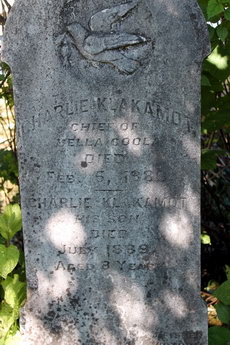 CHARLIE KLAKAMOT
CHIEF OF
BELLA COOLA
DIED
FEB. 6,
CHARLIE KLAKAMOT
HIS SON
DIED
JULY 1889
AGED 8 YEARS